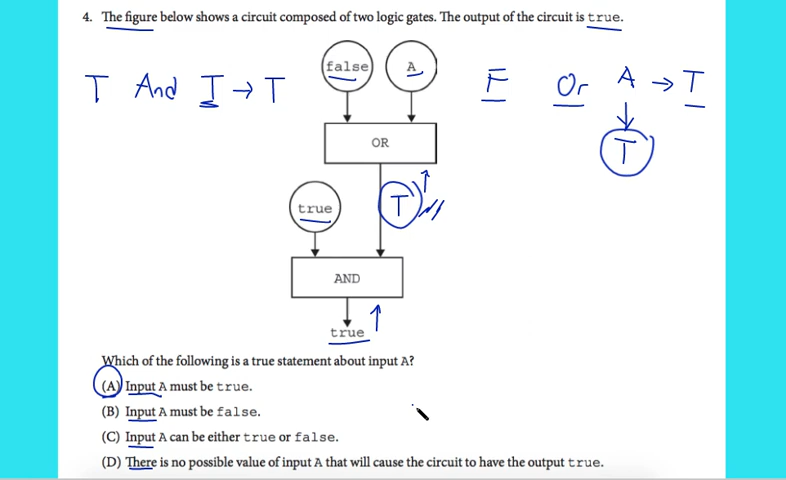 4. The figure below shows a circuit composed of two logic gates. The output of the circuit is true.
false A
T And T → T
F Or A → T
T
OR
true T
AND
true
Which of the following is a true statement about input A?
(A) Input A must be true.
(B) Input A must be false.
(C) Input A can be either true or false.
(D) There is no possible value of input A that will cause the circuit to have the output true.